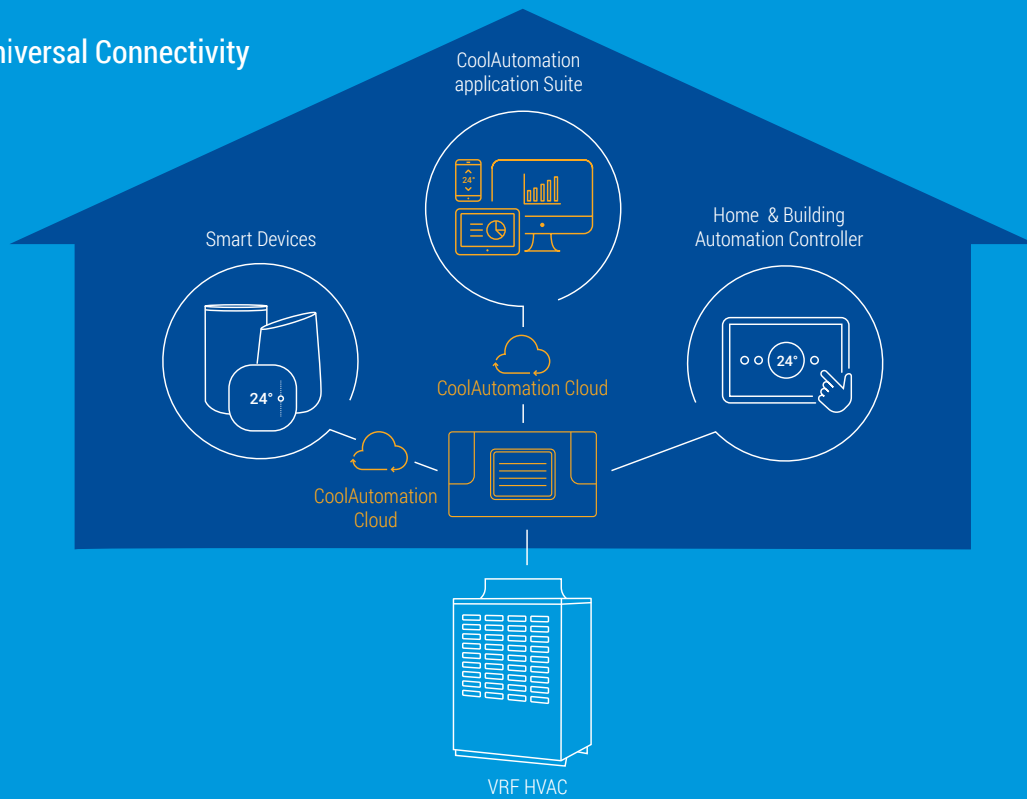 niversal Connectivity
CoolAutomation
application Suite
24°
Smart Devices
24°
Home & Building
Automation Controller
24°
CoolAutomation Cloud
CoolAutomation
Cloud
VRF HVAC